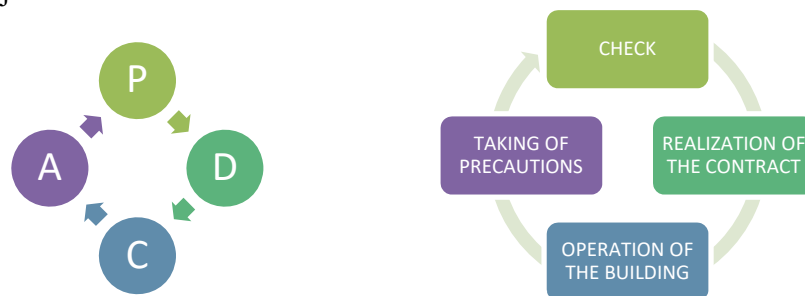 P
A
D
C
CHECK
TAKING OF
PRECAUTIONS
REALIZATION OF
THE CONTRACT
OPERATION OF
THE BUILDING